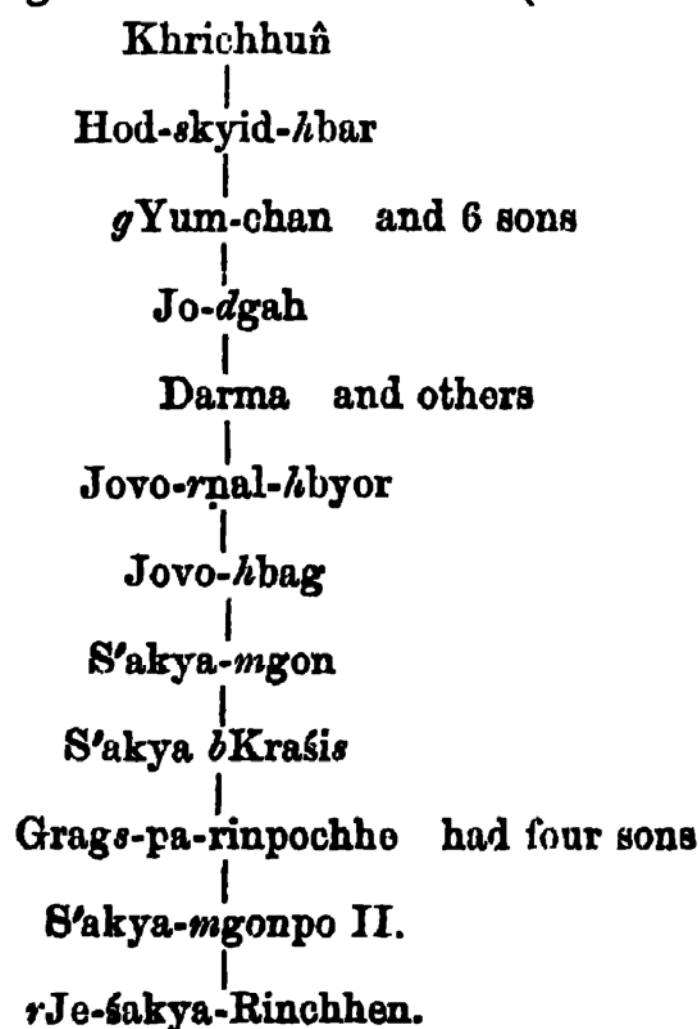 Khrichhuñ
Hod-skyid-hbar
gYum-chan and 6 sons
Jo-dgah
Darma and others
Jovo-rṇal-hbyor
Jovo-hbag
S'akya-mgon
S'akya bKraśis
Grags-pa-rinpochhe had four sons
S'akya-mgonpo II.
rJe-śakya-Rinchhen.